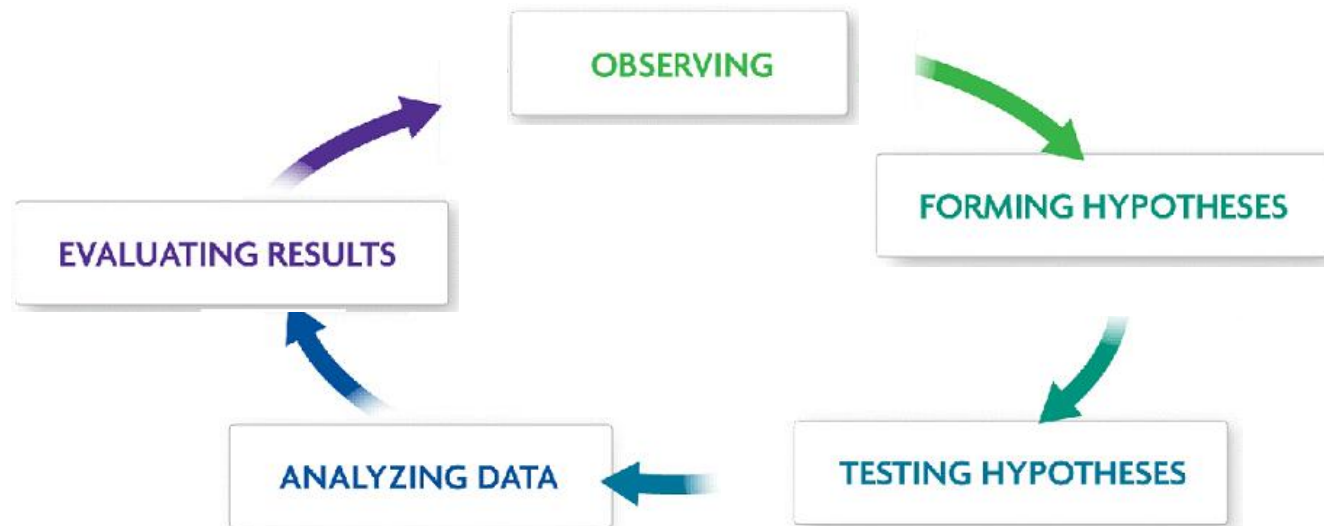 OBSERVING
FORMING HYPOTHESES
TESTING HYPOTHESES
ANALYZING DATA
EVALUATING RESULTS